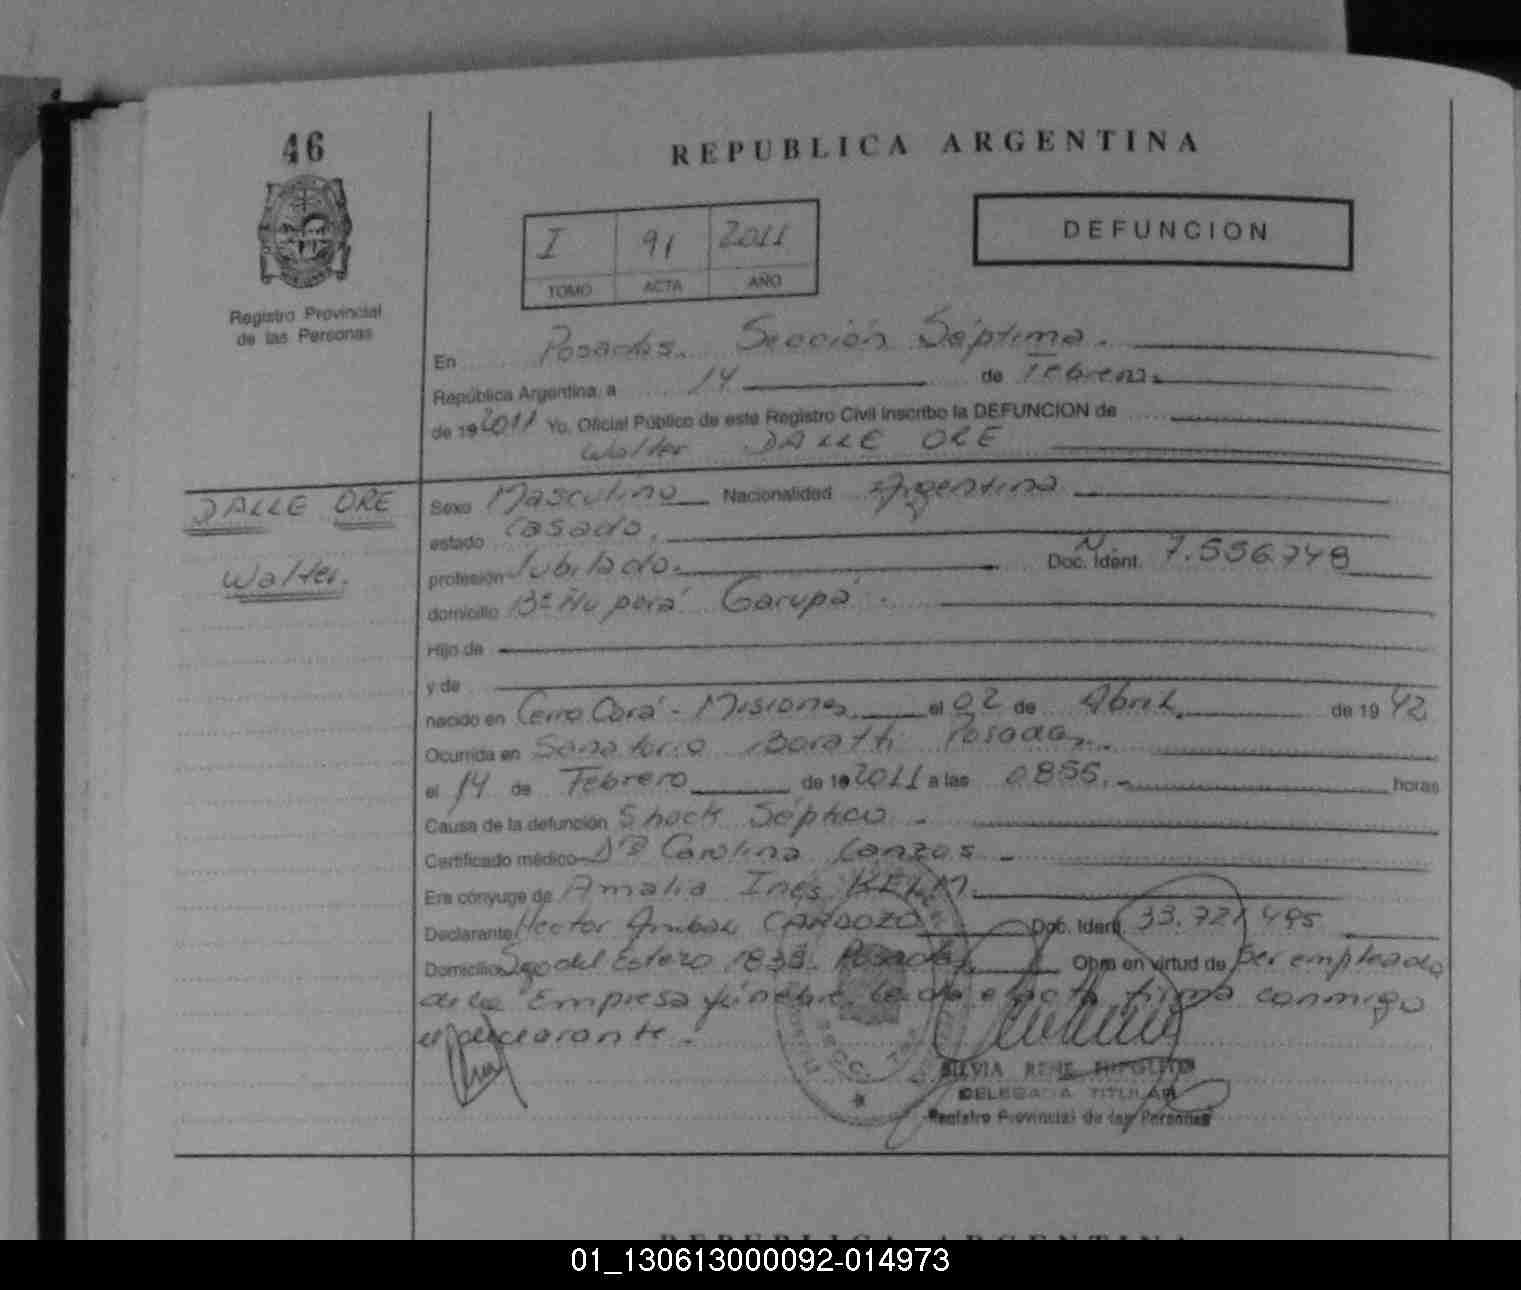 46
REPUBLICA ARGENTINA
DEFUNCION
I 91 2011
TOMO ACTA AÑO
Registro Provincial
de las Personas
En Posadas. Sección Séptima.
República Argentina, a 14 de Febrero.
de 19 2011 Yo, Oficial Público de este Registro Civil inscribo la DEFUNCION de
Walter DALLE ORE
DALLE ORE
Walter.
Sexo Masculino Nacionalidad Argentina
estado Casado.
profesión Jubilado. Doc. Ident. 7.556.748
domicilio Bº Ñu porá Garupá.
Hijo de
y de
nacido en Cerro Corá - Misiones el 02 de Abril de 19 42
Ocurrida en Sanatorio Boratti Posadas.
el 14 de Febrero de 19 2011 a las 0855.- horas
Causa de la defunción Shock Séptico.
Certificado médico Carolina
Era cónyuge de Amalia Inés KELM
Declarante Hector Anibal CARDOZO Doc. Ident. 33.721.495
Domicilio Sgo del Estero 1838 Posadas, Obra en virtud de Ser empleado
de la Empresa fúnebre. Leída el acta firma conmigo
el declarante.
SILVIA RENE HIPOLITO
DELEGADA TITULAR
Registro Provincial de las Personas
REPUBLICA ARGENTINA
01_130613000092-014973